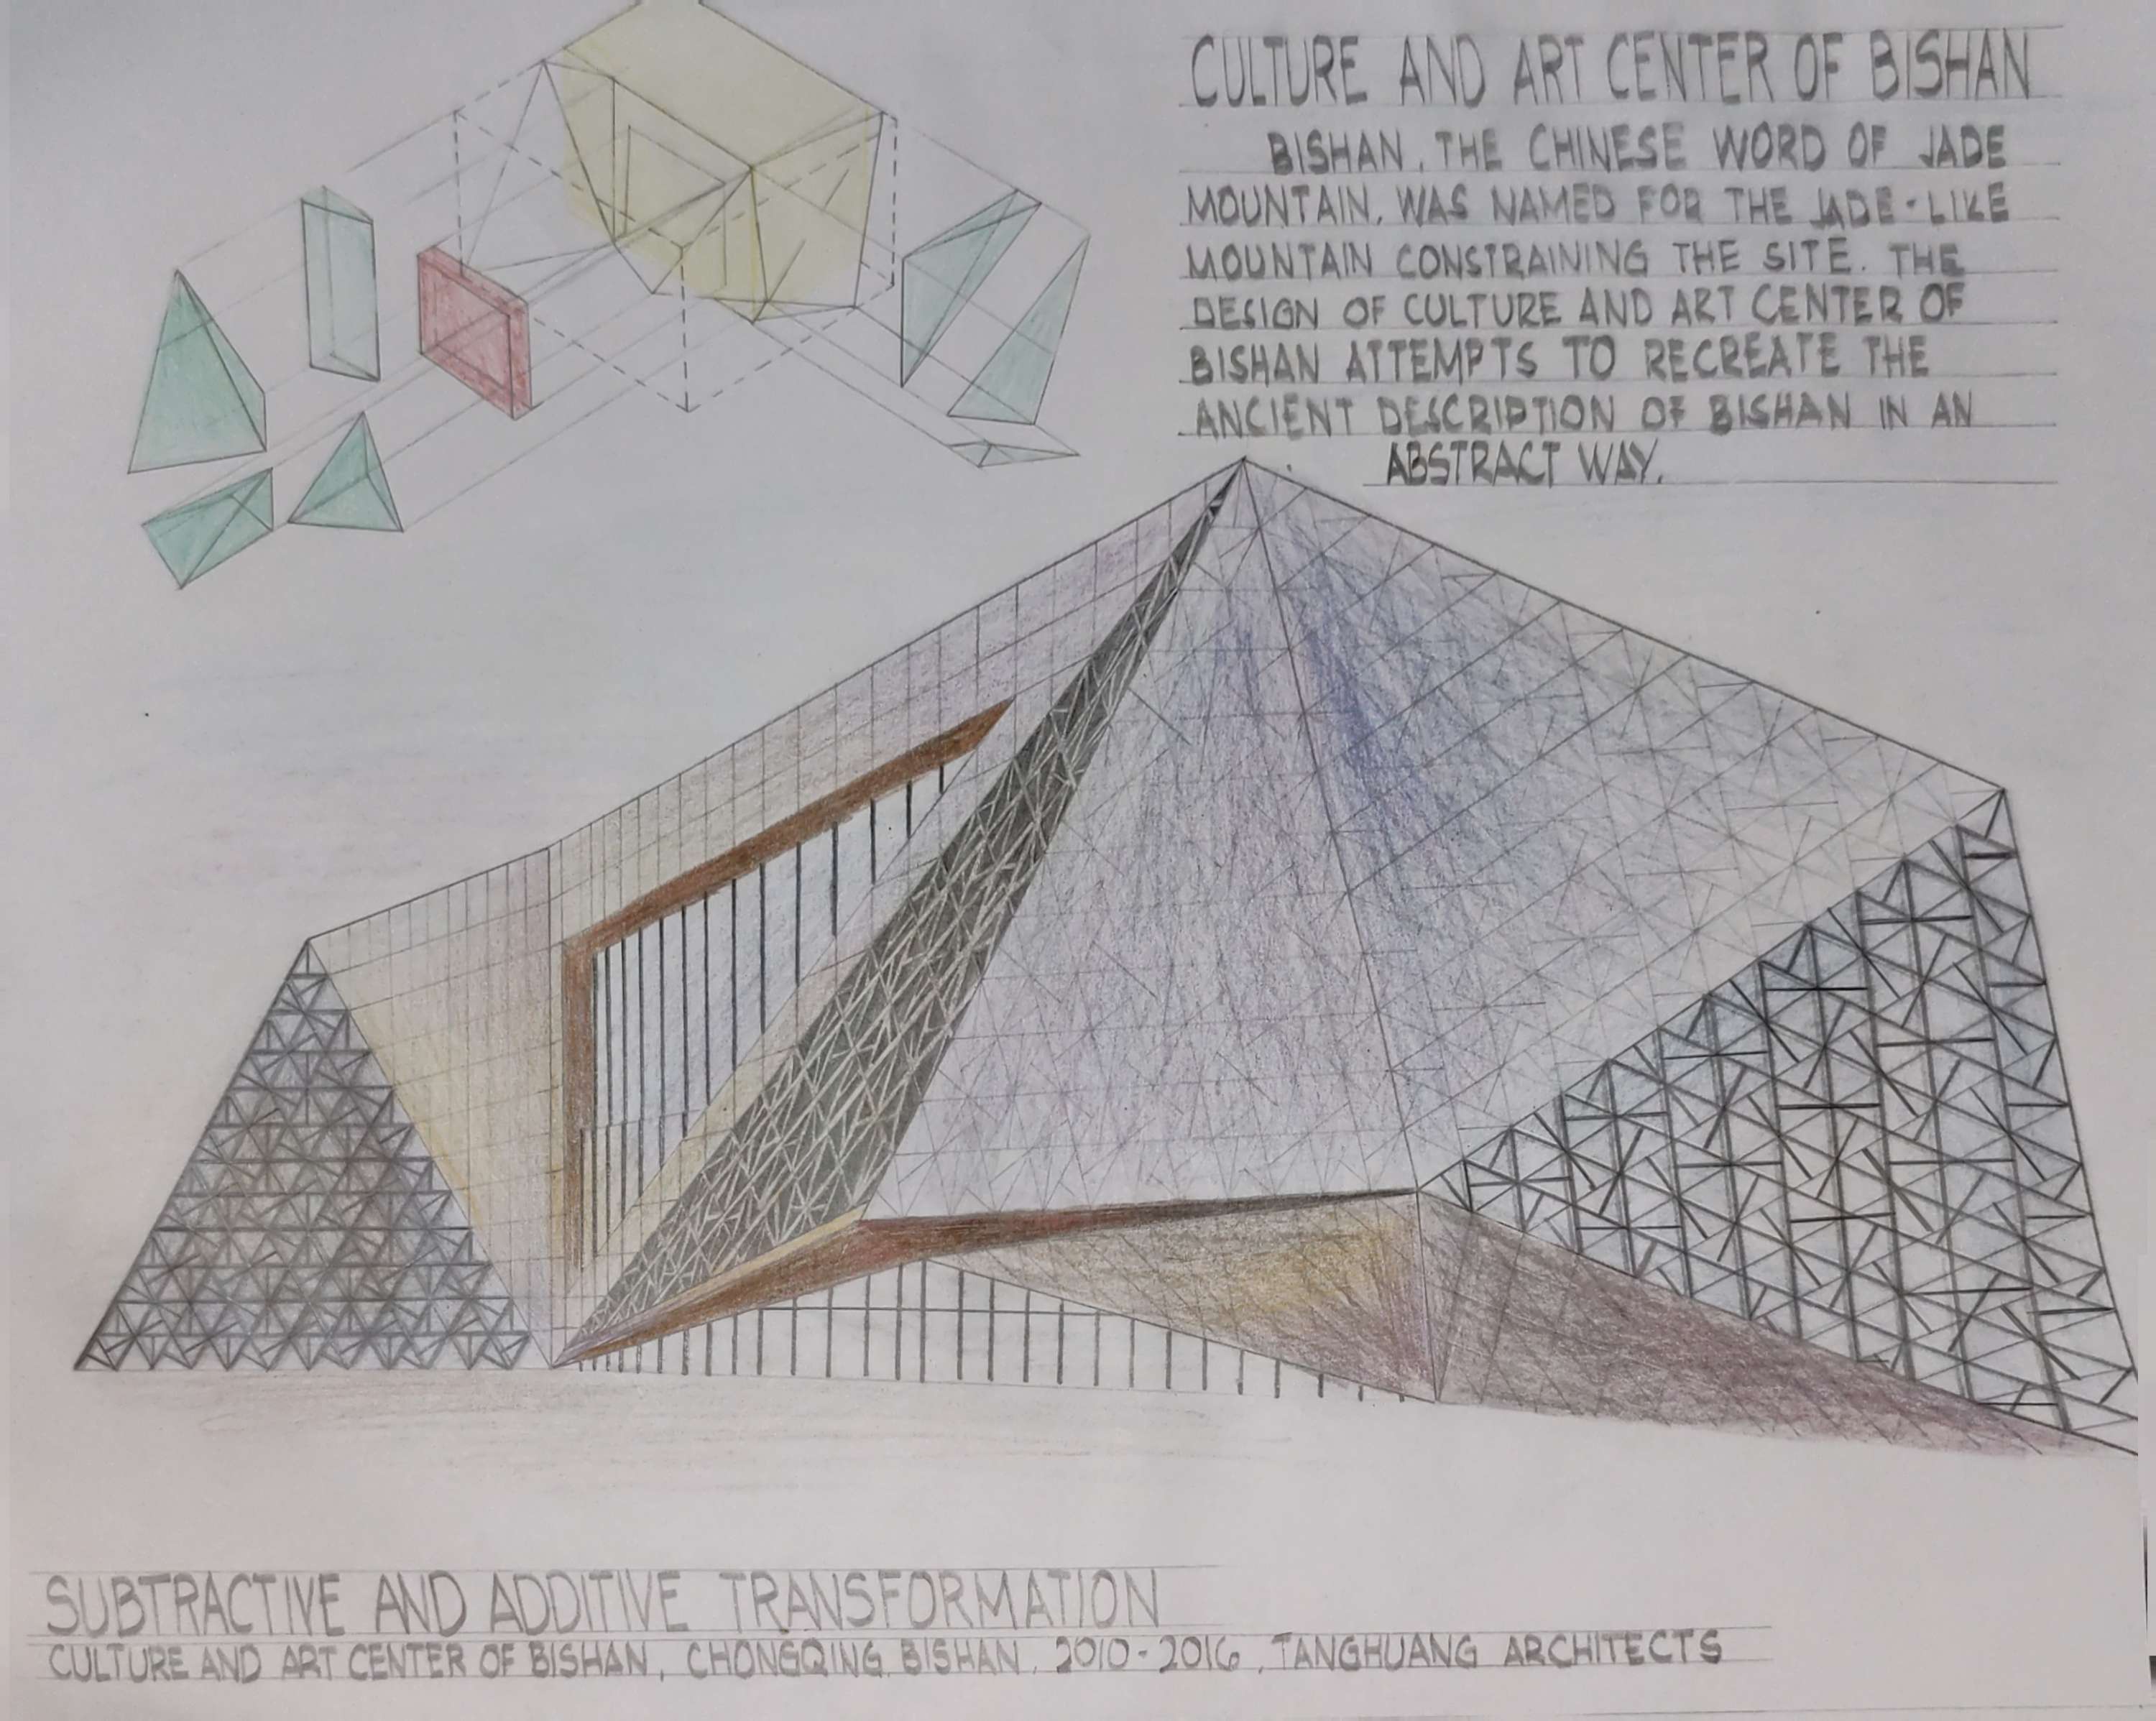 CULTURE AND ART CENTER OF BISHAN
BISHAN, THE CHINESE WORD OF JADE
MOUNTAIN, WAS NAMED FOR THE JADE-LIKE
MOUNTAIN CONSTRAINING THE SITE. THE
DESIGN OF CULTURE AND ART CENTER OF
BISHAN ATTEMPTS TO RECREATE THE
ANCIENT DESCRIPTION OF BISHAN IN AN
ABSTRACT WAY.
SUBTRACTIVE AND ADDITIVE TRANSFORMATION
CULTURE AND ART CENTER OF BISHAN, CHONGQING, BISHAN, 2010-2016, TANGHUANG ARCHITECTS